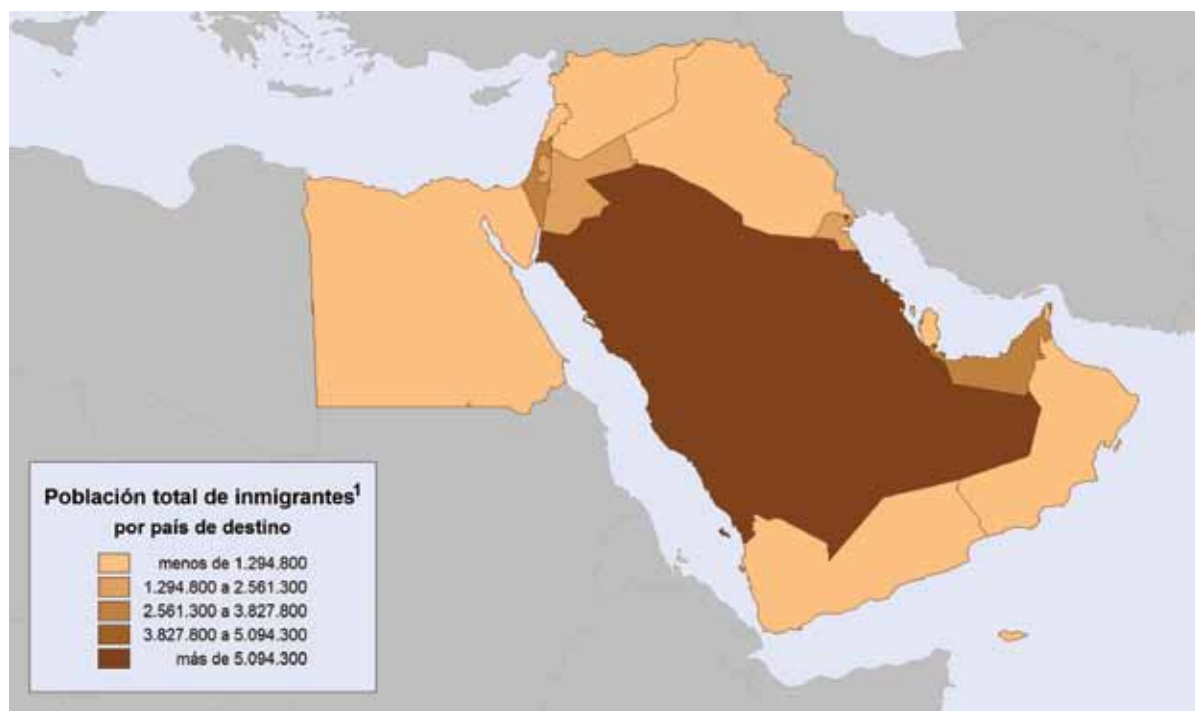 Población total de inmigrantes¹
por país de destino
menos de 1.294.800
1.294.800 a 2.561.300
2.561.300 a 3.827.800
3.827.800 a 5.094.300
más de 5.094.300